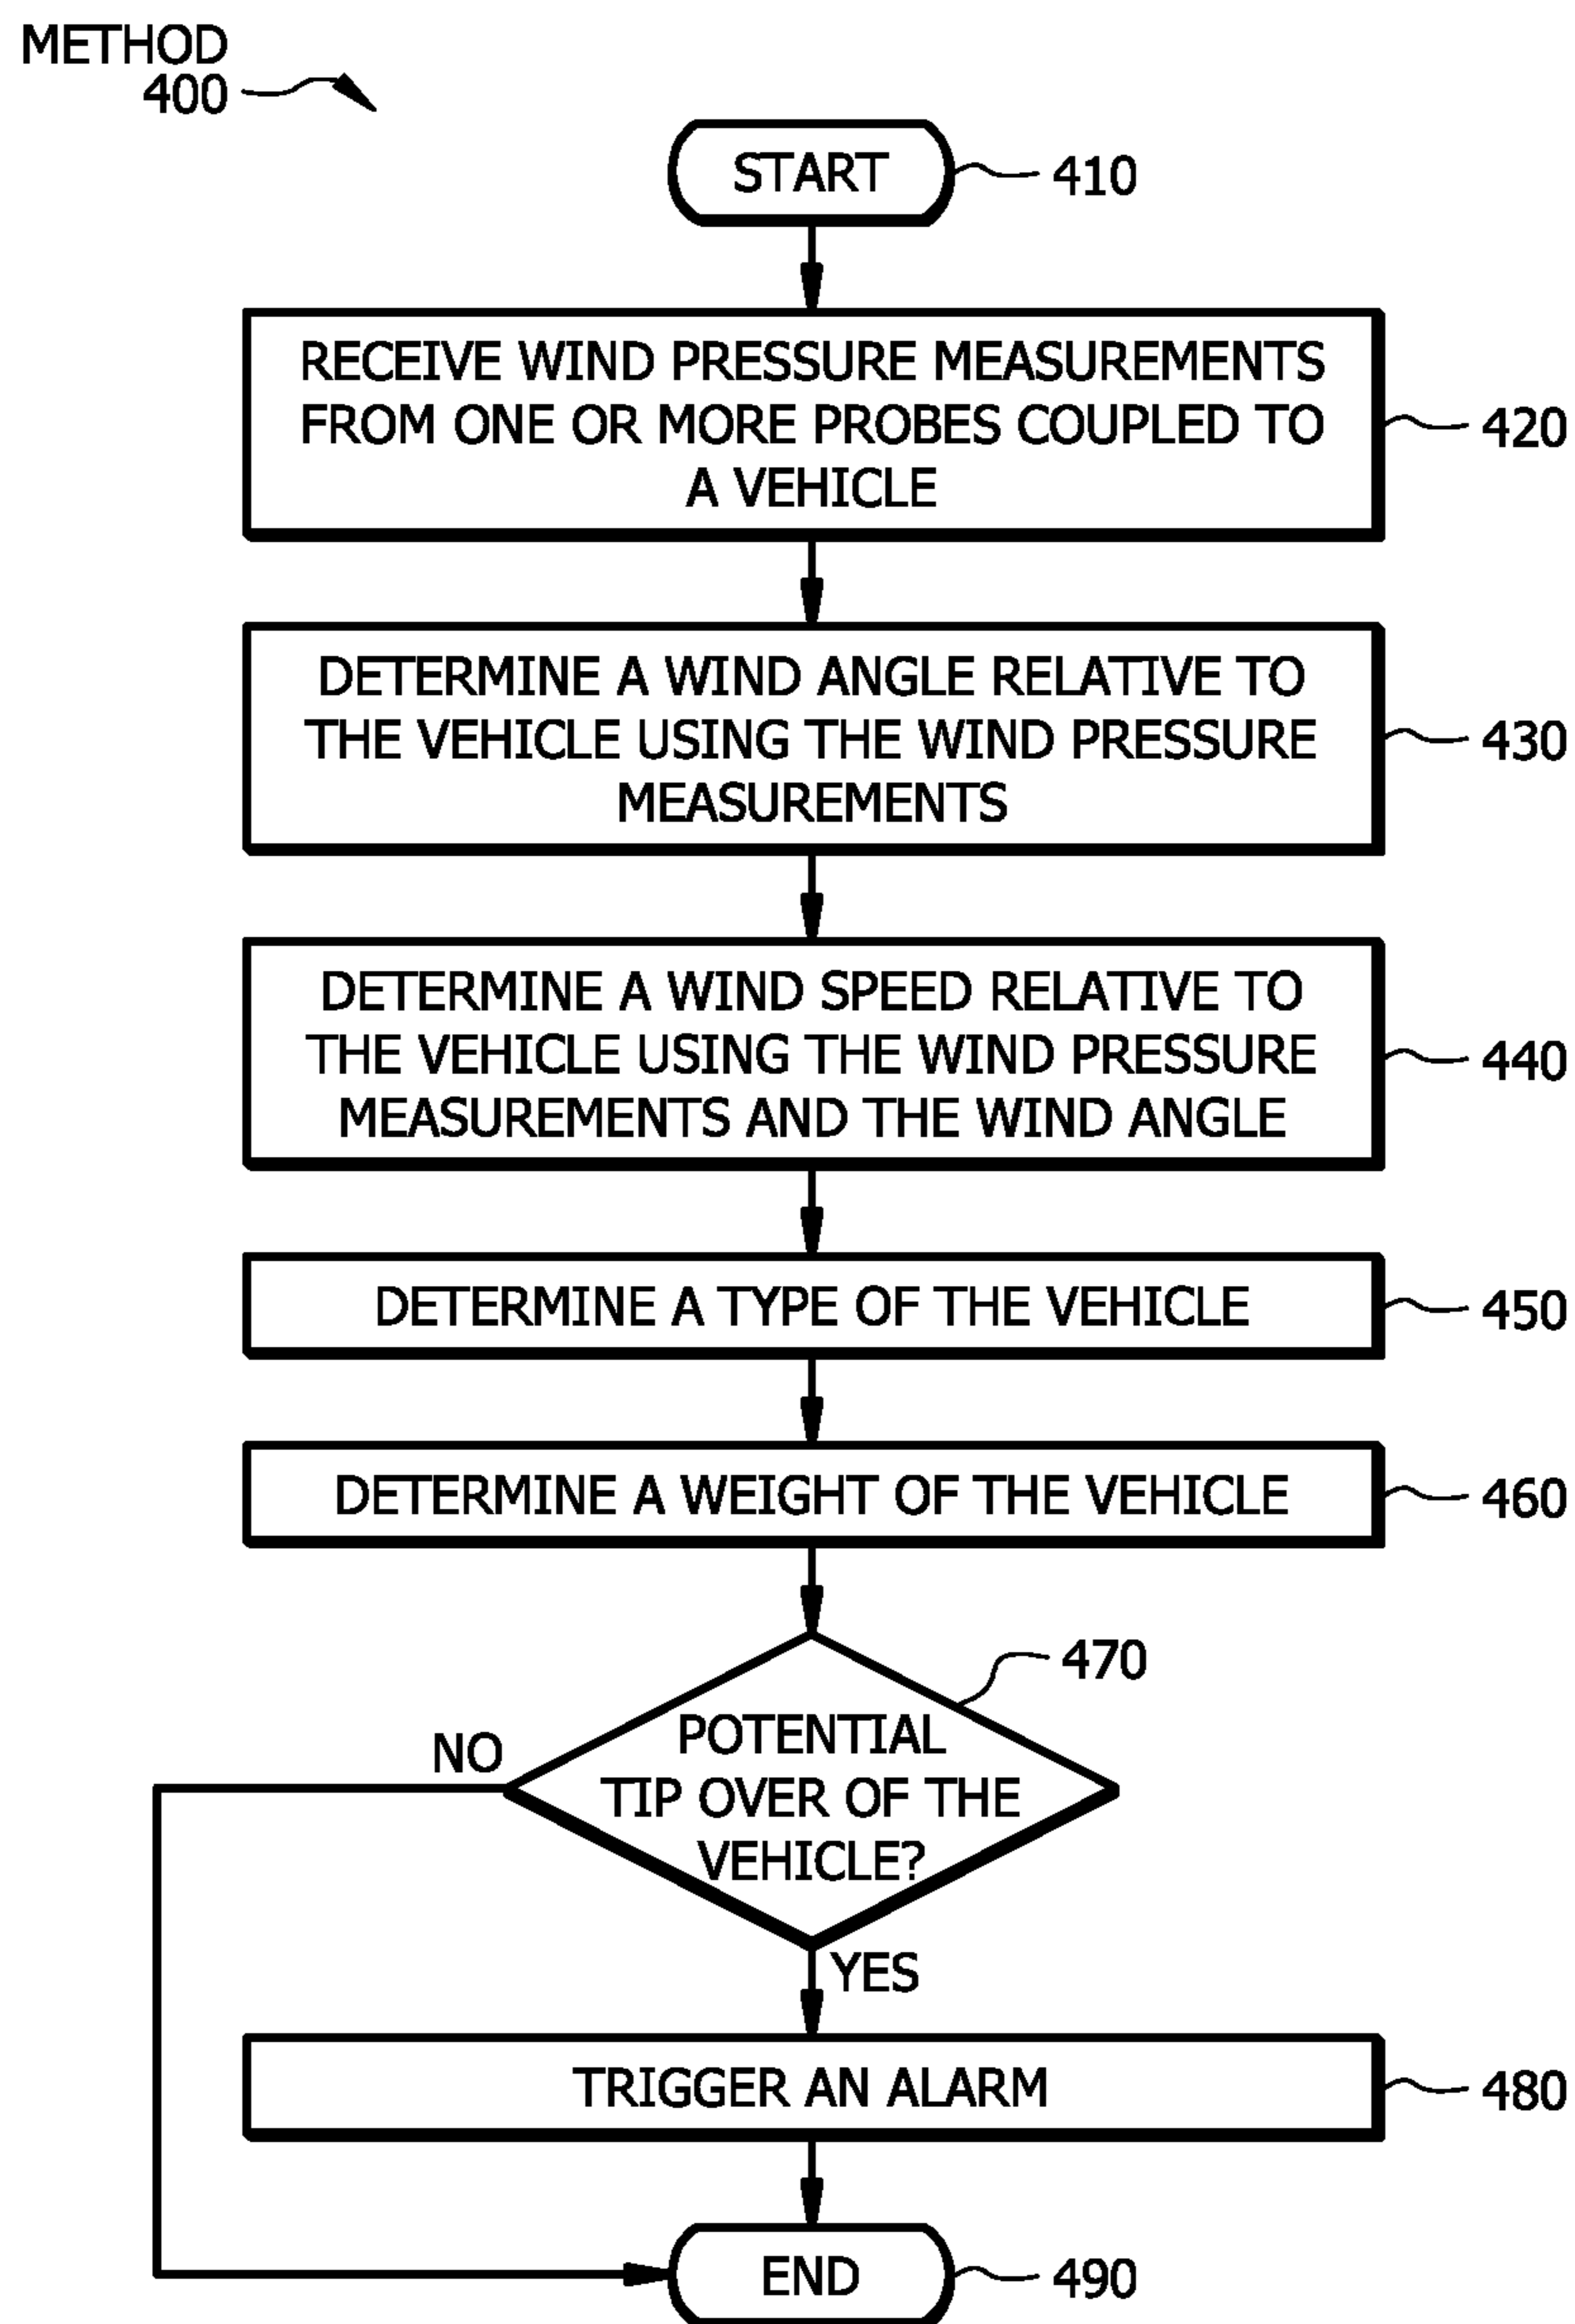 METHOD
400
START
410
RECEIVE WIND PRESSURE MEASUREMENTS
FROM ONE OR MORE PROBES COUPLED TO
A VEHICLE
420
DETERMINE A WIND ANGLE RELATIVE TO
THE VEHICLE USING THE WIND PRESSURE
MEASUREMENTS
430
DETERMINE A WIND SPEED RELATIVE TO
THE VEHICLE USING THE WIND PRESSURE
MEASUREMENTS AND THE WIND ANGLE
440
DETERMINE A TYPE OF THE VEHICLE
450
DETERMINE A WEIGHT OF THE VEHICLE
460
470
POTENTIAL
TIP OVER OF THE
VEHICLE?
NO
YES
TRIGGER AN ALARM
480
END
490